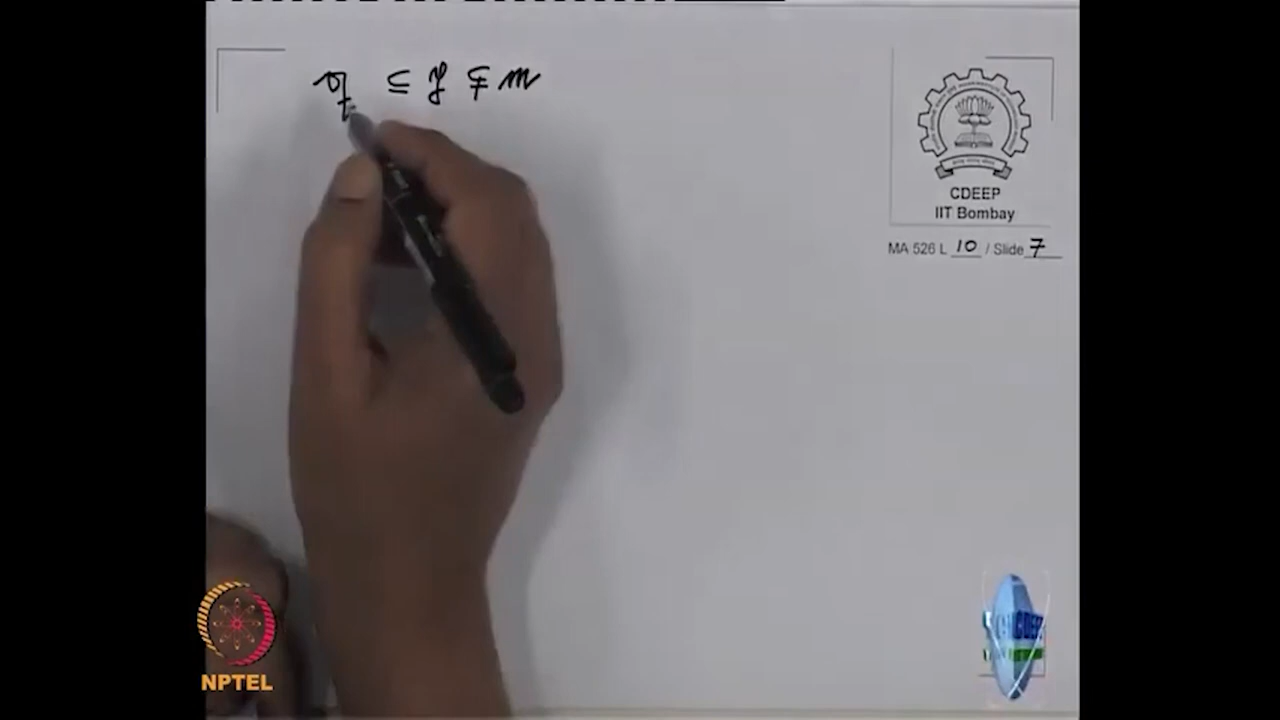 𝔮 ⊆ 𝔭 ⊊ 𝔪
CDEEP
IIT Bombay
MA 526 L 10 / Slide 7
NPTEL